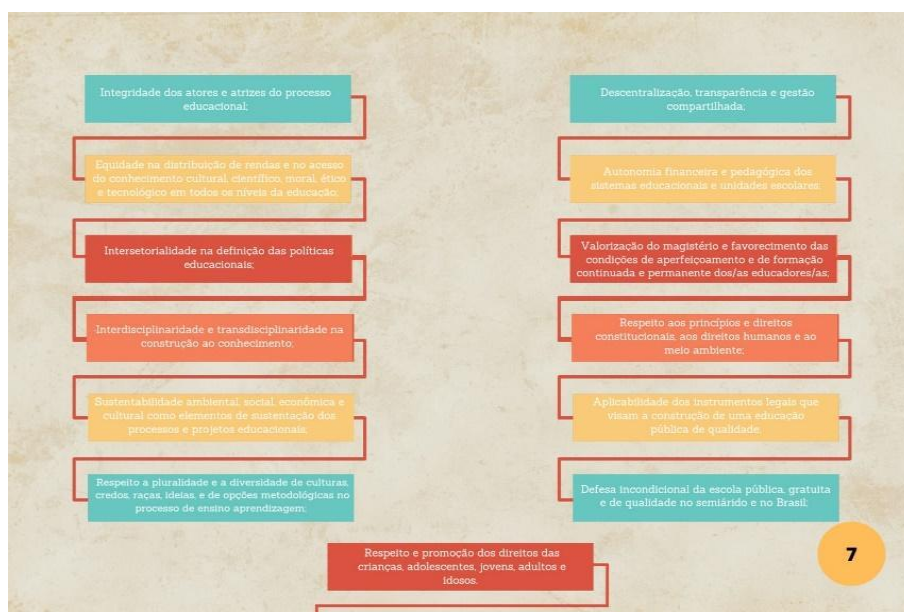 Integridade dos atores e atrizes do processo
educacional;
Equidade na distribuição de rendas e no acesso
do conhecimento cultural, científico, moral, ético
e tecnológico em todos os níveis da educação;
Intersetorialidade na definição das políticas
educacionais;
Interdisciplinaridade e transdisciplinaridade na
construção ao conhecimento;
Sustentabilidade ambiental, social, econômica e
cultural como elementos de sustentação dos
processos e projetos educacionais;
Respeito a pluralidade e a diversidade de culturas,
credos, raças, ideias, e de opções metodológicas no
processo de ensino aprendizagem;
Descentralização, transparência e gestão
compartilhada;
Autonomia financeira e pedagógica dos
sistemas educacionais e unidades escolares;
Valorização do magistério e favorecimento das
condições de aperfeiçoamento e de formação
continuada e permanente dos/as educadores/as;
Respeito aos princípios e direitos
constitucionais, aos direitos humanos e ao
meio ambiente;
Aplicabilidade dos instrumentos legais que
visam a construção de uma educação
pública de qualidade;
Defesa incondicional da escola pública, gratuita
e de qualidade no semiárido e no Brasil;
Respeito e promoção dos direitos das
crianças, adolescentes, jovens, adultos e
idosos.
7